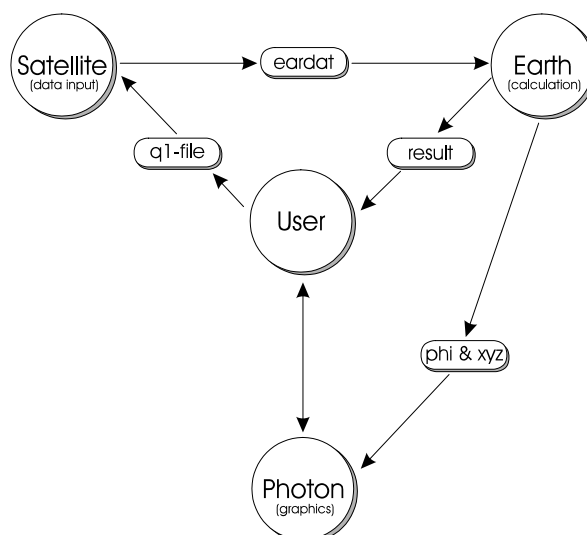 Satellite
(data input)
eardat
Earth
(calculation)
q1-file
result
User
phi & xyz
Photon
(graphics)